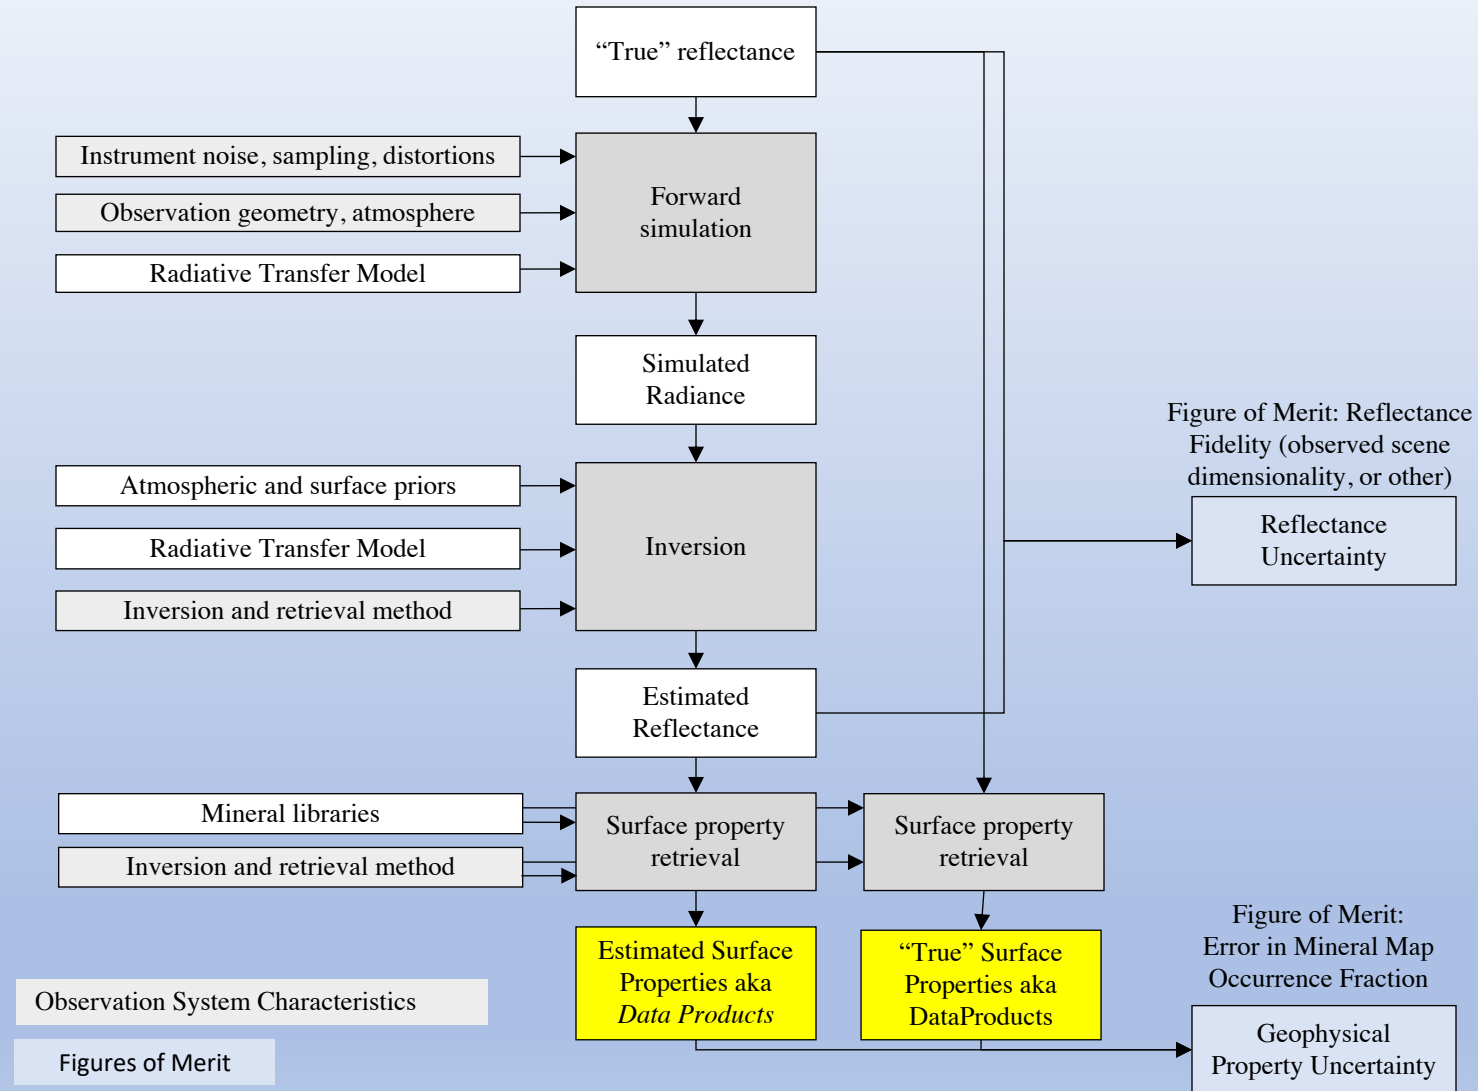 “True” reflectance
Instrument noise, sampling, distortions
Observation geometry, atmosphere
Radiative Transfer Model
Forward
simulation
Simulated
Radiance
Atmospheric and surface priors
Radiative Transfer Model
Inversion and retrieval method
Inversion
Figure of Merit: Reflectance
Fidelity (observed scene
dimensionality, or other)
Reflectance
Uncertainty
Estimated
Reflectance
Mineral libraries
Inversion and retrieval method
Surface property
retrieval
Surface property
retrieval
Estimated Surface
Properties aka
Data Products
“True” Surface
Properties aka
DataProducts
Figure of Merit:
Error in Mineral Map
Occurrence Fraction
Geophysical
Property Uncertainty
Observation System Characteristics
Figures of Merit